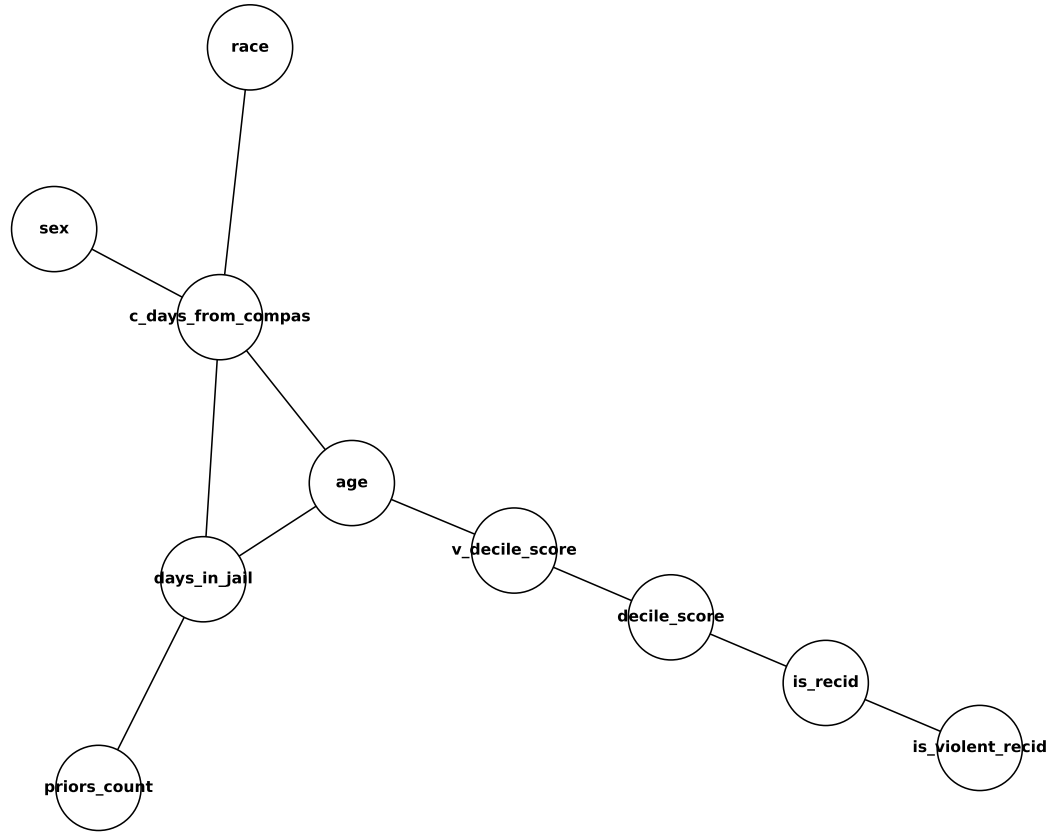 race
sex
c_days_from_compas
age
v_decile_score
days_in_jail
decile_score
is_recid
is_violent_recid
priors_count